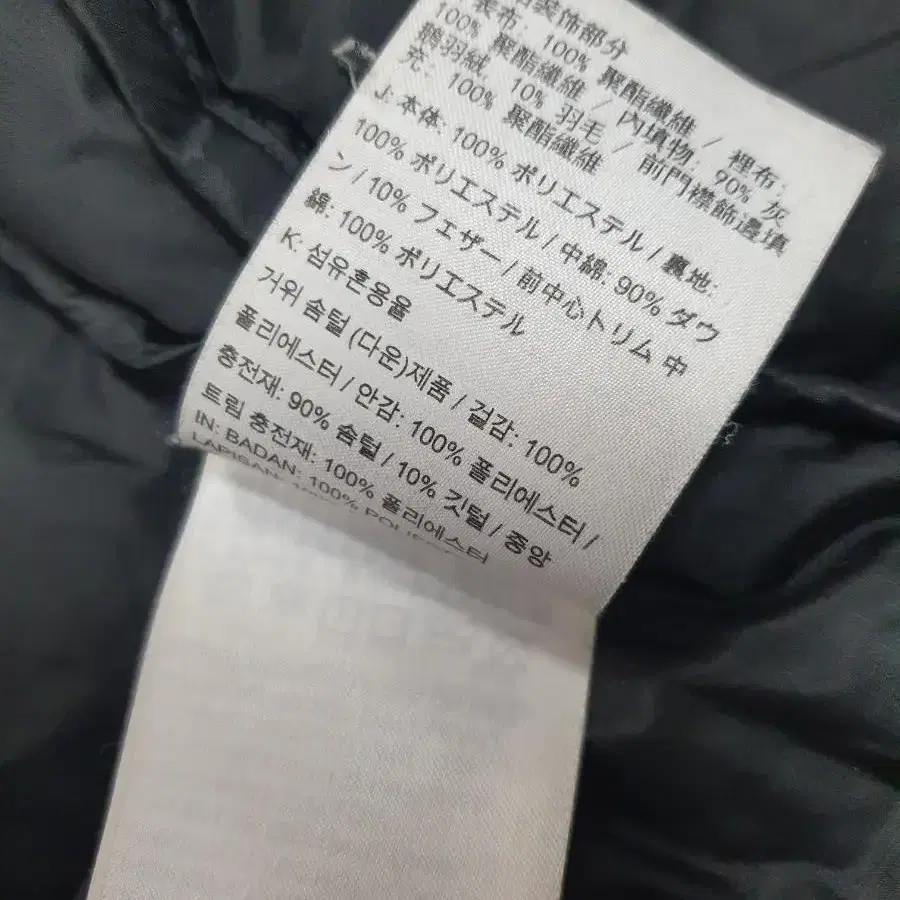 裝飾部分
表布: 100% 聚酯纖維 / 裡布:
100% 聚酯纖維 / 內填物: 90% 灰
鵝羽絨, 10% 羽毛 / 前門襟飾邊填
充: 100% 聚酯纖維
J: 本体: 100% ポリエステル / 裏地:
100% ポリエステル / 中綿: 90% ダウ
ン / 10% フェザー / 前中心トリム 中
綿: 100% ポリエステル
K: 섬유혼용율
거위 솜털 (다운)제품 / 겉감: 100%
폴리에스터 / 안감: 100% 폴리에스터 /
충전재: 90% 솜털 / 10% 깃털 / 중앙
트림 충전재: 100% 폴리에스터
IN: BADAN: 100%
LAPISAN: